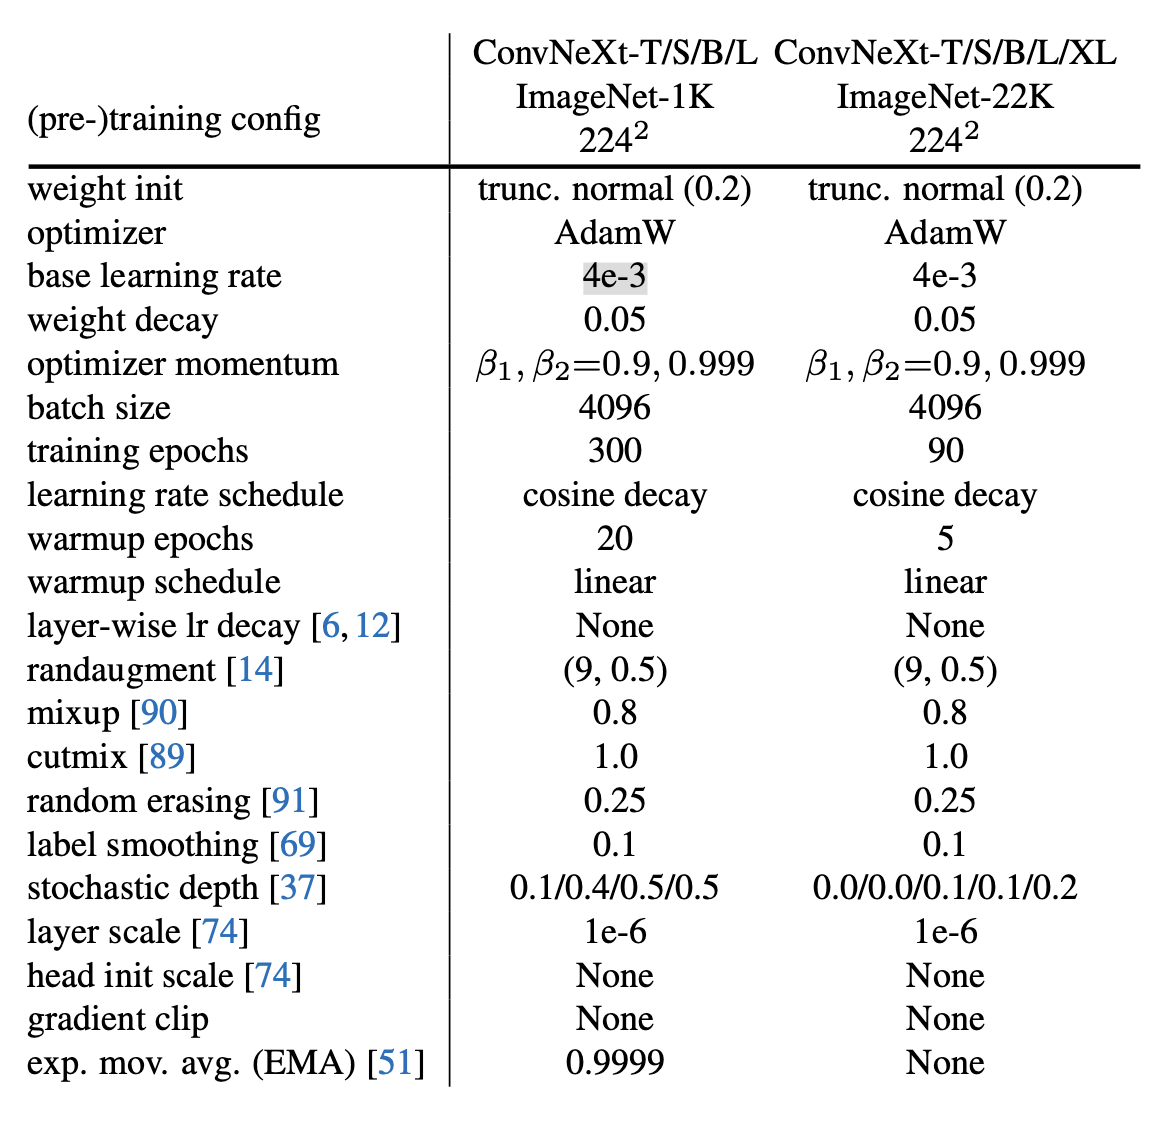 ConvNeXt-T/S/B/L ConvNeXt-T/S/B/L/XL
ImageNet-1K ImageNet-22K
(pre-)training config 224² 224²
weight init trunc. normal (0.2) trunc. normal (0.2)
optimizer AdamW AdamW
base learning rate 4e-3 4e-3
weight decay 0.05 0.05
optimizer momentum β₁, β₂=0.9, 0.999 β₁, β₂=0.9, 0.999
batch size 4096 4096
training epochs 300 90
learning rate schedule cosine decay cosine decay
warmup epochs 20 5
warmup schedule linear linear
layer-wise lr decay [6, 12] None None
randaugment [14] (9, 0.5) (9, 0.5)
mixup [90] 0.8 0.8
cutmix [89] 1.0 1.0
random erasing [91] 0.25 0.25
label smoothing [69] 0.1 0.1
stochastic depth [37] 0.1/0.4/0.5/0.5 0.0/0.0/0.1/0.1/0.2
layer scale [74] 1e-6 1e-6
head init scale [74] None None
gradient clip None None
exp. mov. avg. (EMA) [51] 0.9999 None